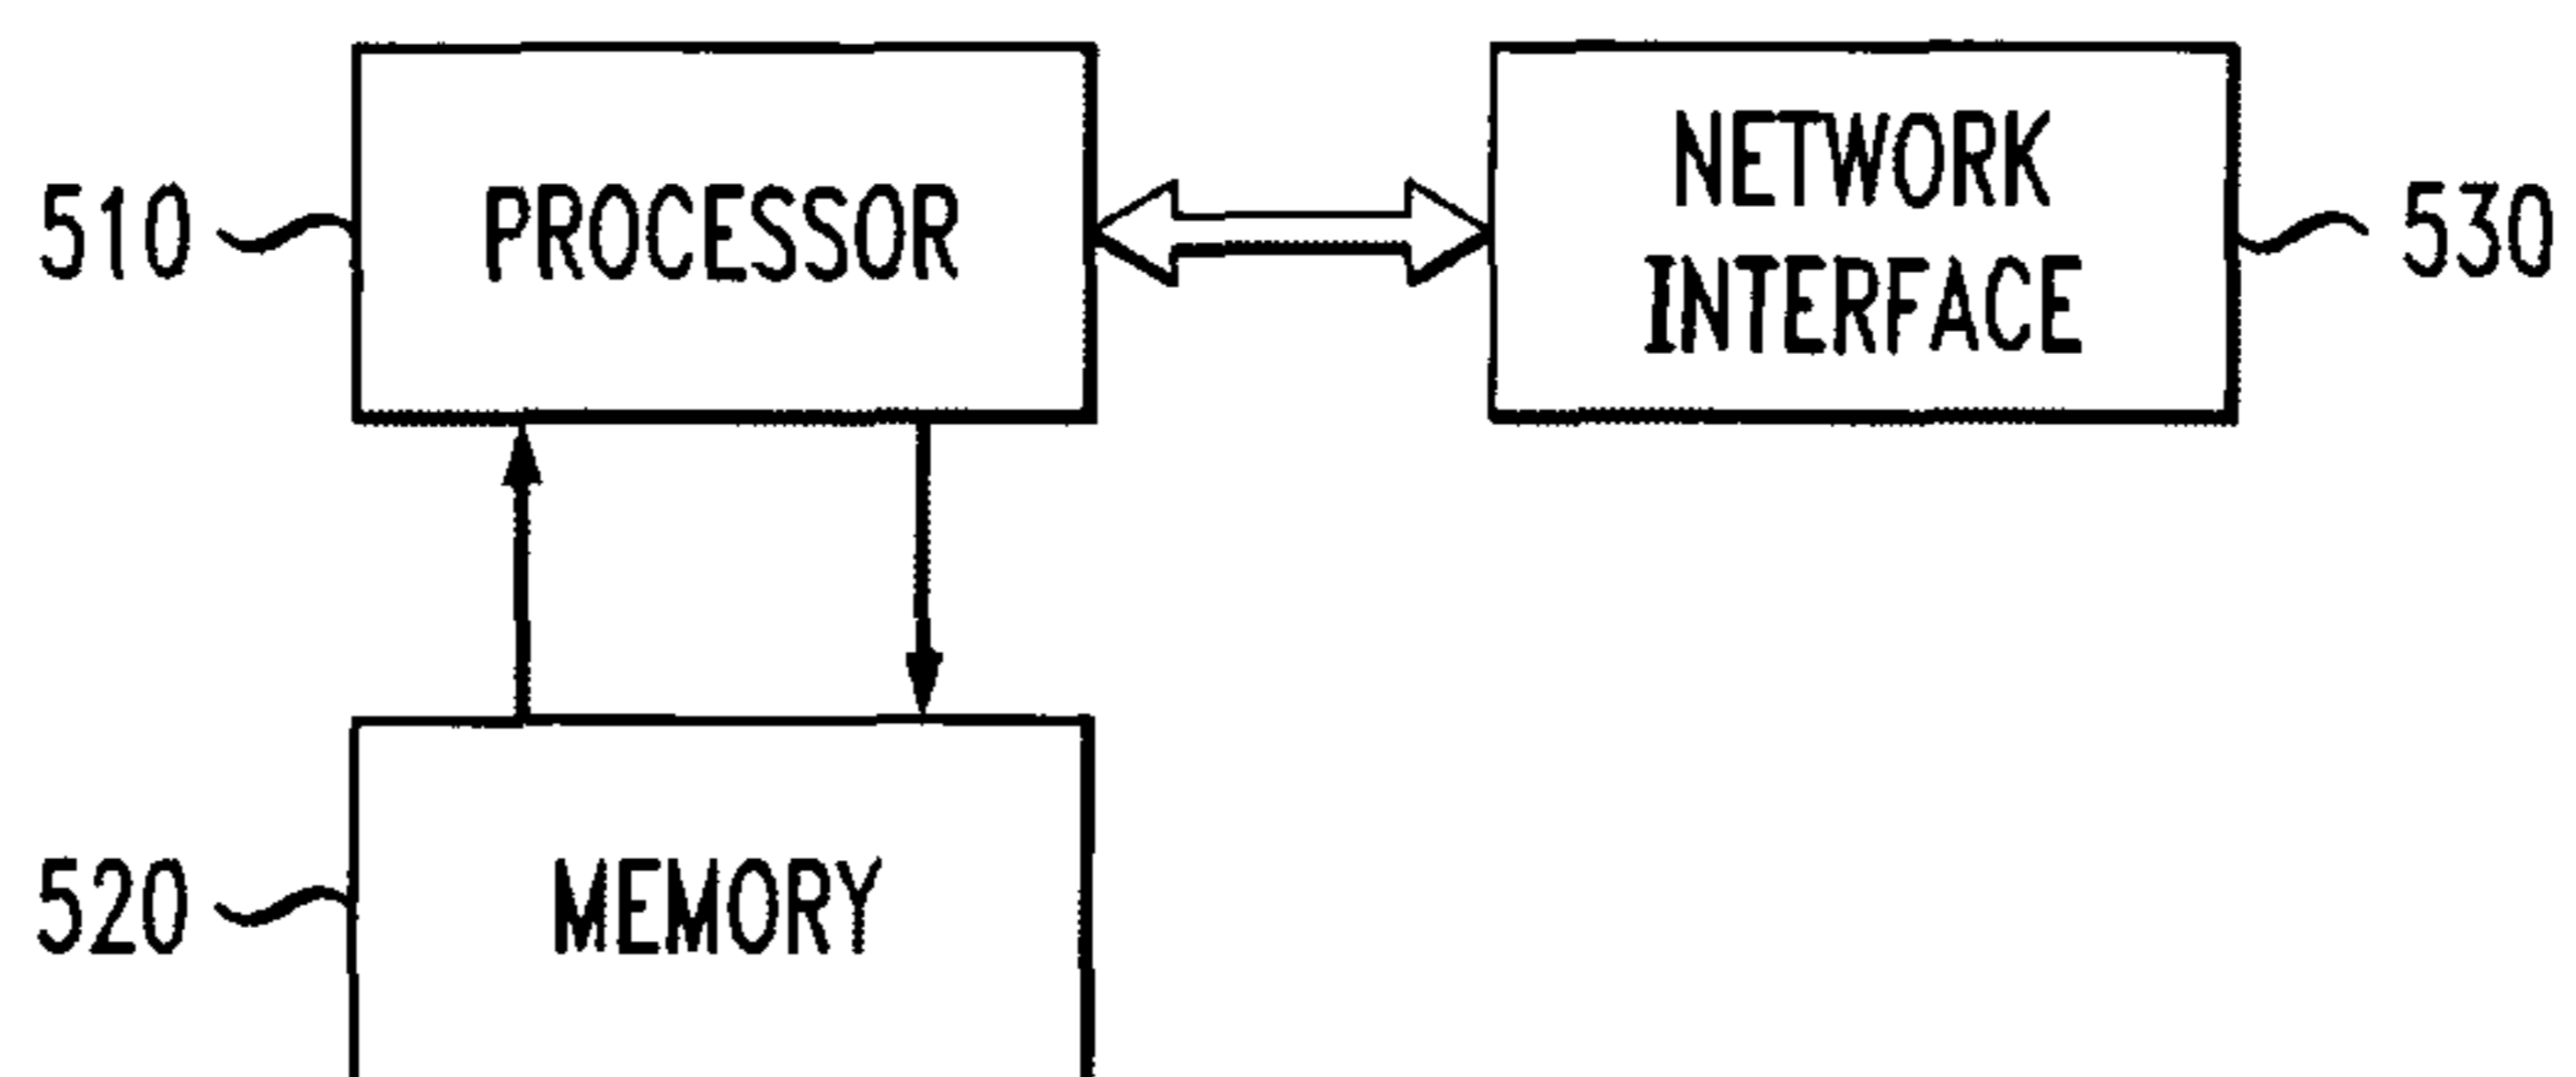 510
PROCESSOR
NETWORK
INTERFACE
530
520
MEMORY